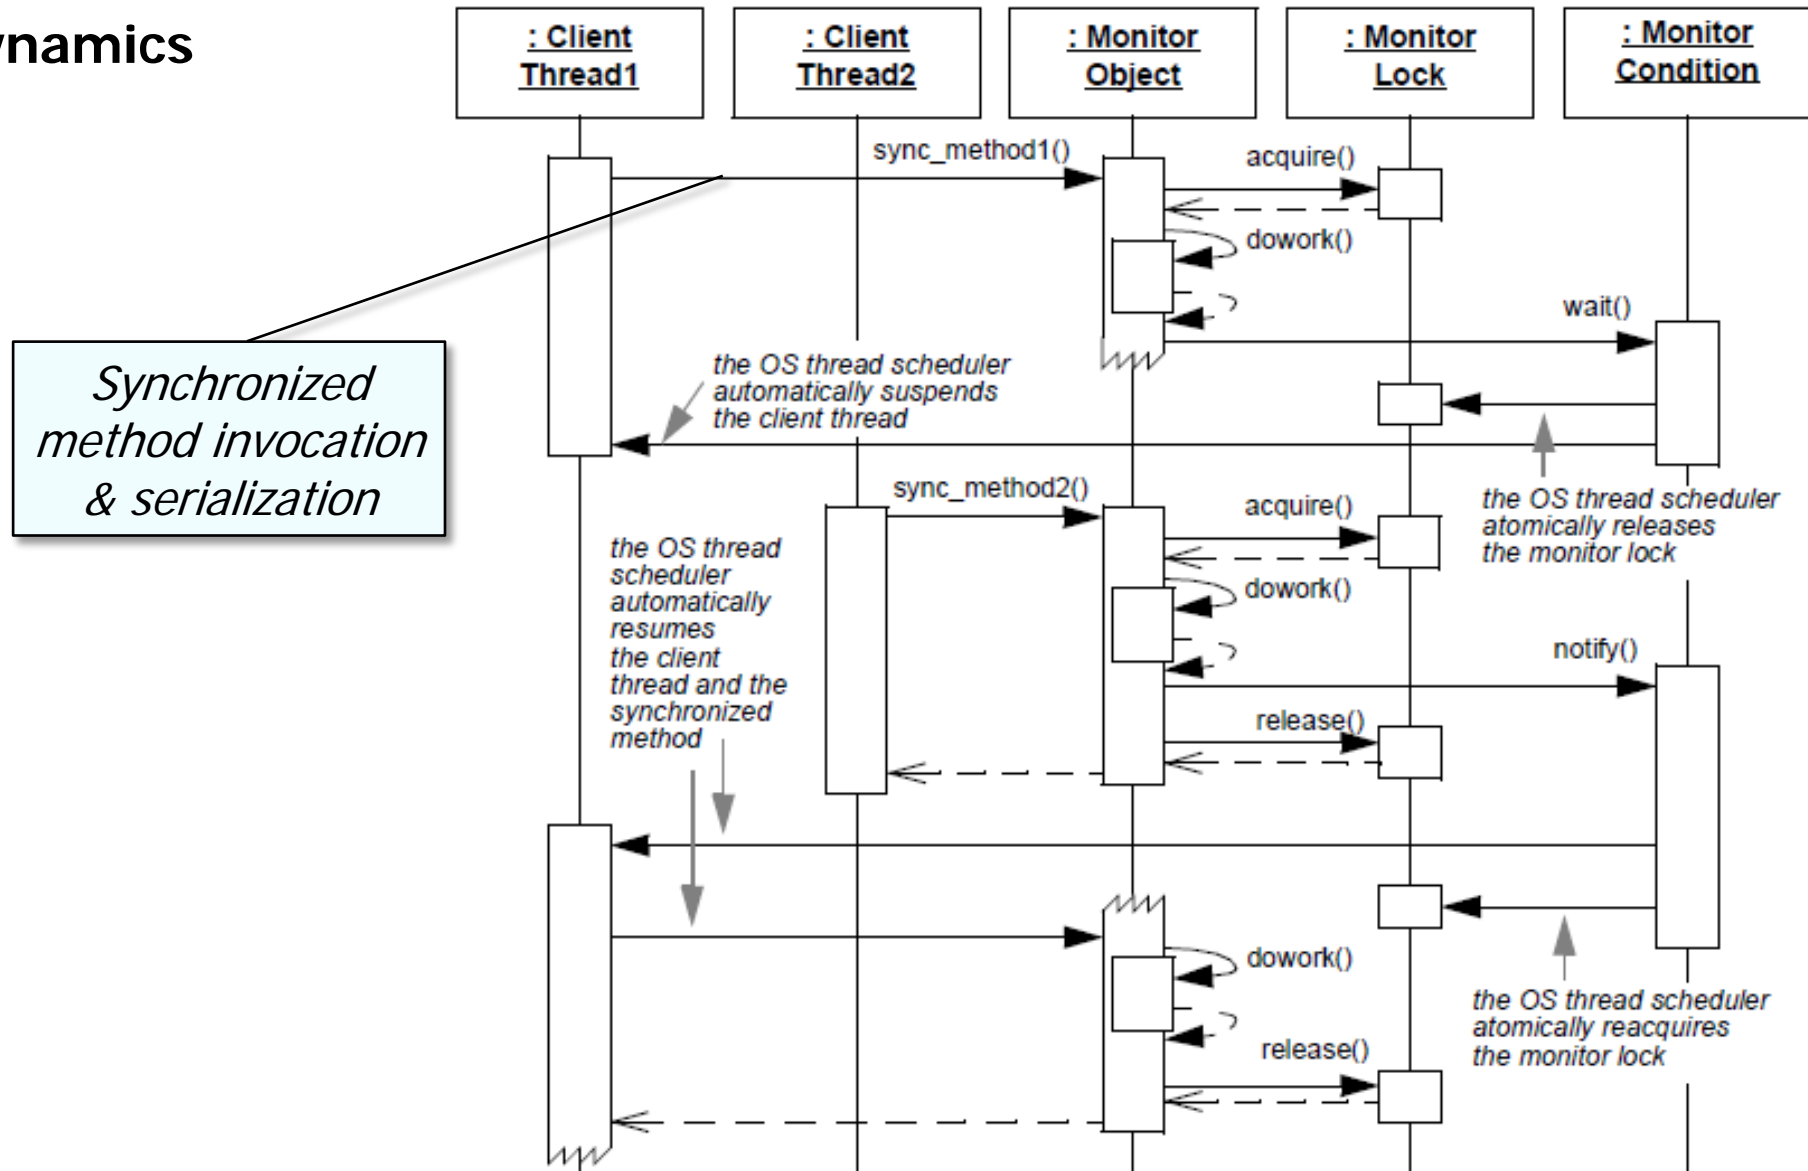 ynamics
: Client
Thread1
: Client
Thread2
: Monitor
Object
: Monitor
Lock
: Monitor
Condition
sync_method1()
acquire()
dowork()
wait()
Synchronized
method invocation
& serialization
the OS thread scheduler
automatically suspends
the client thread
sync_method2()
acquire()
the OS thread scheduler
atomically releases
the monitor lock
the OS thread
scheduler
automatically
resumes
the client
thread and the
synchronized
method
dowork()
notify()
release()
dowork()
the OS thread scheduler
atomically reacquires
the monitor lock
release()